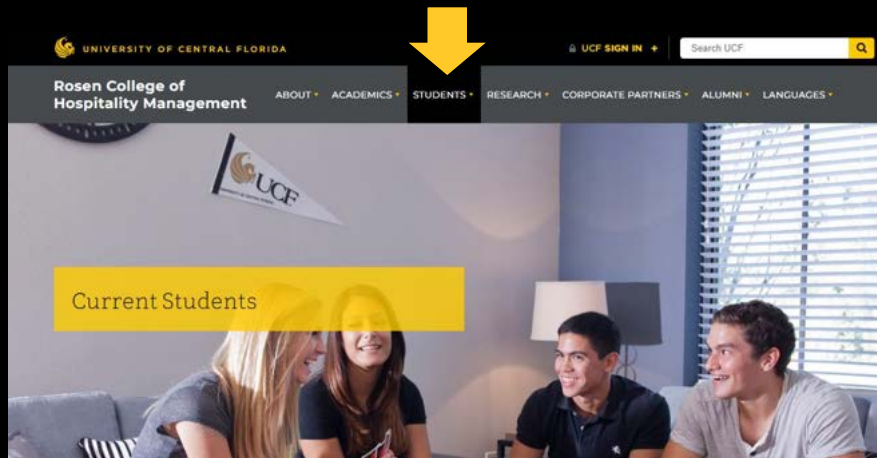 UNIVERSITY OF CENTRAL FLORIDA
UCF SIGN IN +
Search UCF
Rosen College of
Hospitality Management
ABOUT ACADEMICS STUDENTS RESEARCH CORPORATE PARTNERS ALUMNI LANGUAGES
UCF
Current Students